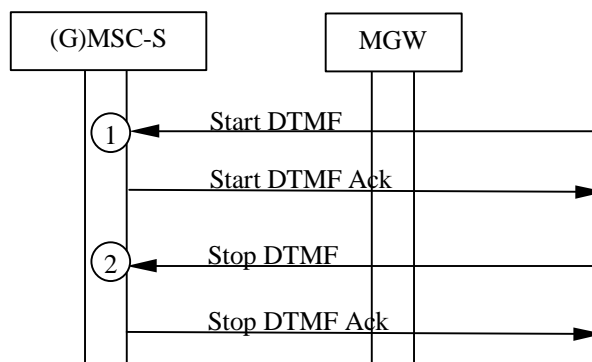 (G)MSC-S
MGW
1
Start DTMF
Start DTMF Ack
2
Stop DTMF
Stop DTMF Ack